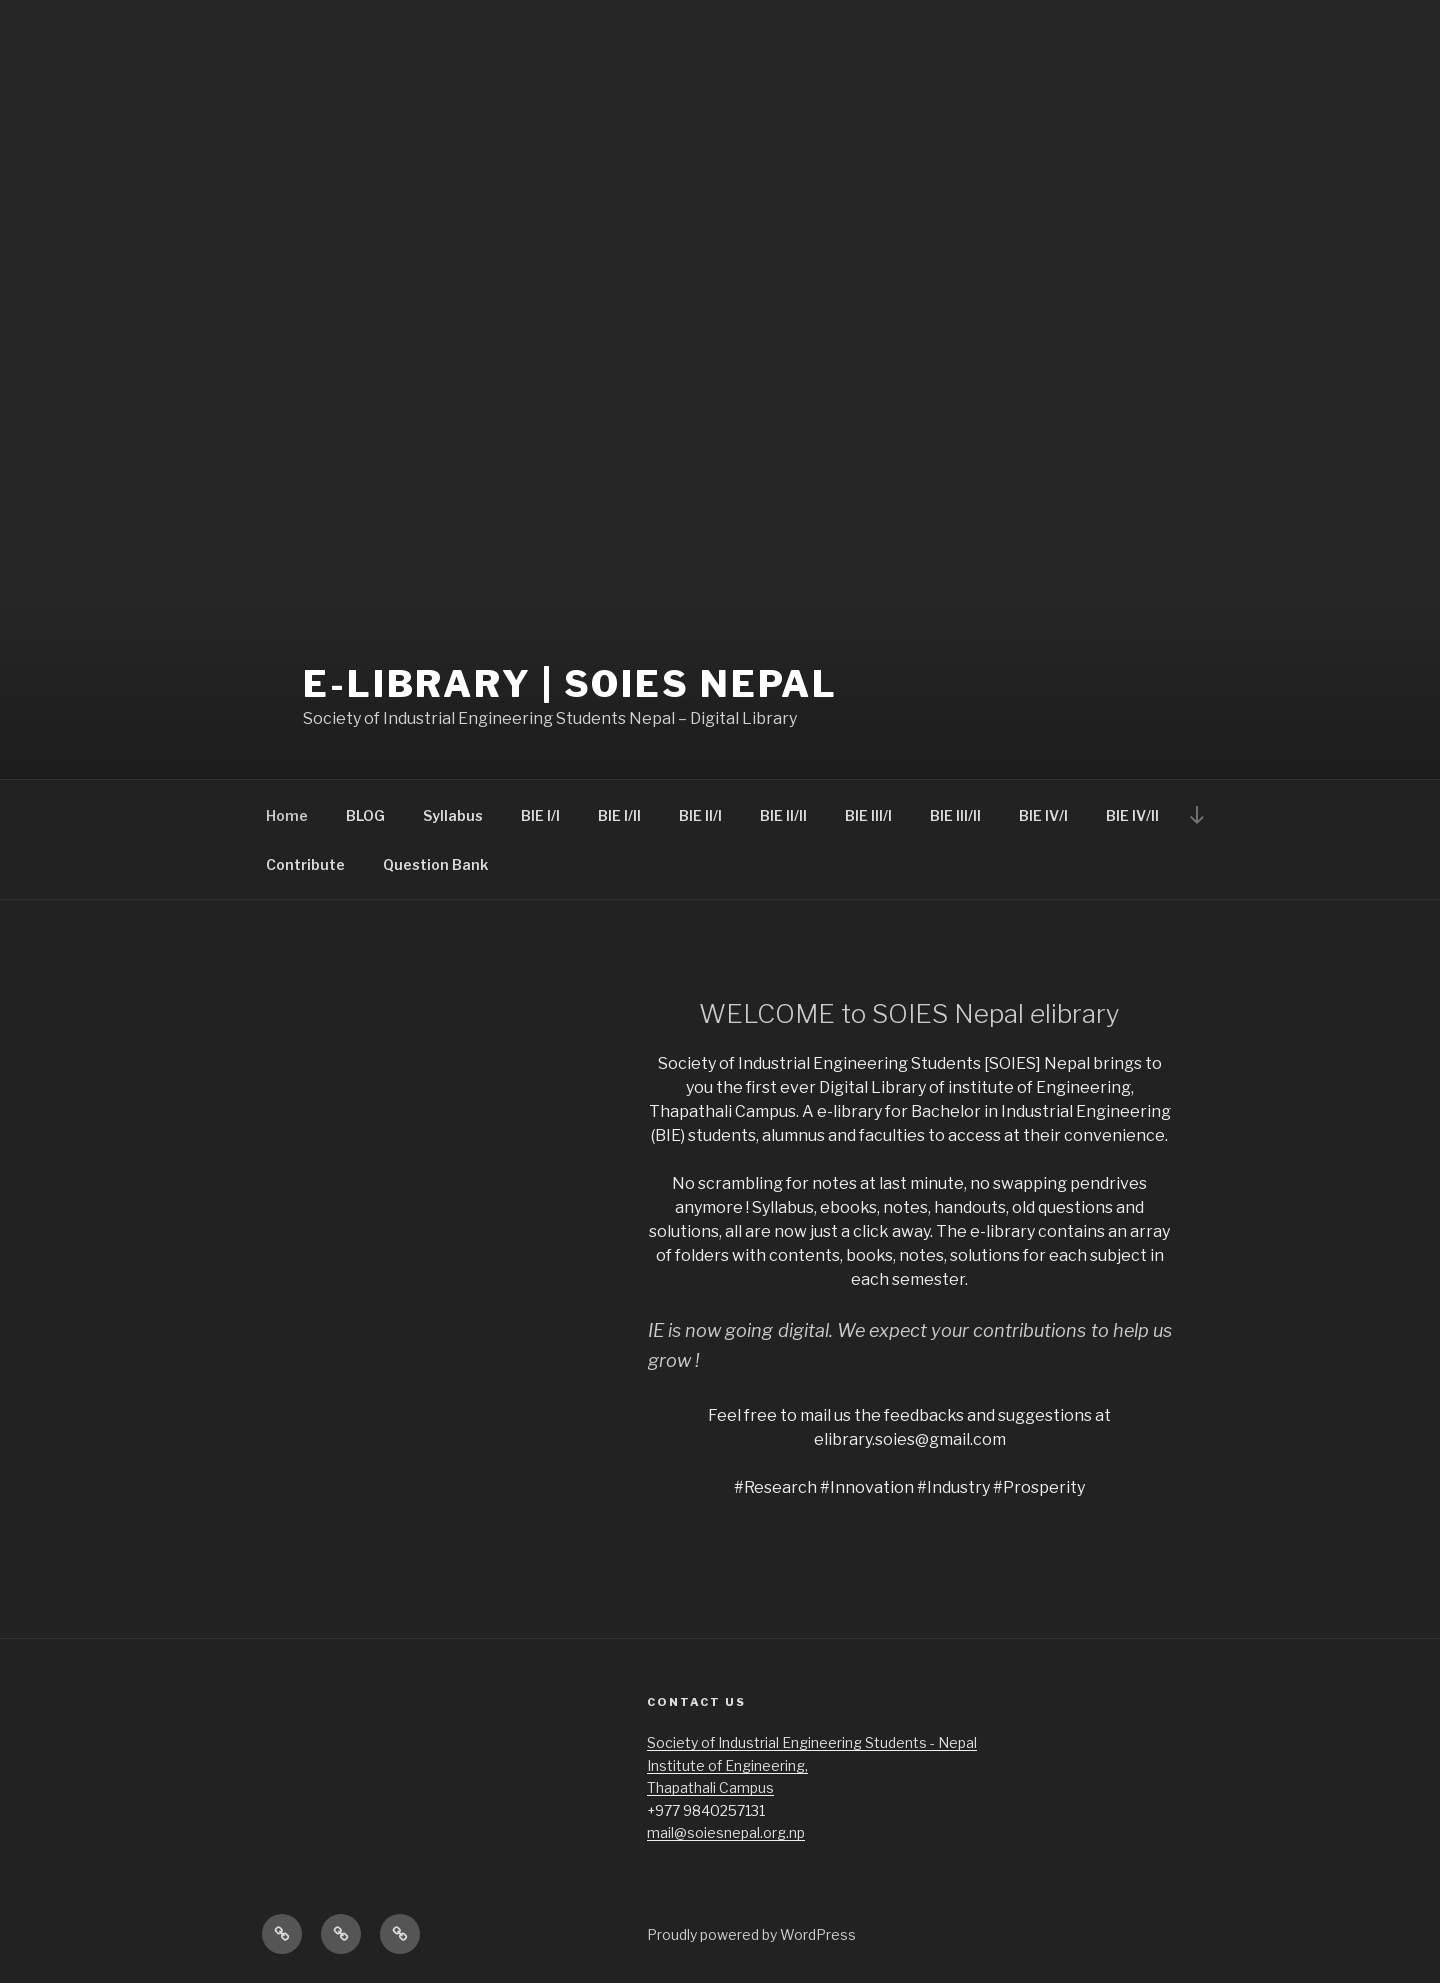 E-LIBRARY | SOIES NEPAL
Society of Industrial Engineering Students Nepal – Digital Library
Home BLOG Syllabus BIE I/I BIE I/II BIE II/I BIE II/II BIE III/I BIE III/II BIE IV/I BIE IV/II
Contribute Question Bank
WELCOME to SOIES Nepal elibrary
Society of Industrial Engineering Students [SOIES] Nepal brings to
you the first ever Digital Library of institute of Engineering,
Thapathali Campus. A e-library for Bachelor in Industrial Engineering
(BIE) students, alumnus and faculties to access at their convenience.
No scrambling for notes at last minute, no swapping pendrives
anymore ! Syllabus, ebooks, notes, handouts, old questions and
solutions, all are now just a click away. The e-library contains an array
of folders with contents, books, notes, solutions for each subject in
each semester.
IE is now going digital. We expect your contributions to help us
grow !
Feel free to mail us the feedbacks and suggestions at
elibrary.soies@gmail.com
#Research #Innovation #Industry #Prosperity
CONTACT US
Society of Industrial Engineering Students - Nepal
Institute of Engineering,
Thapathali Campus
+977 9840257131
mail@soiesnepal.org.np
Proudly powered by WordPress